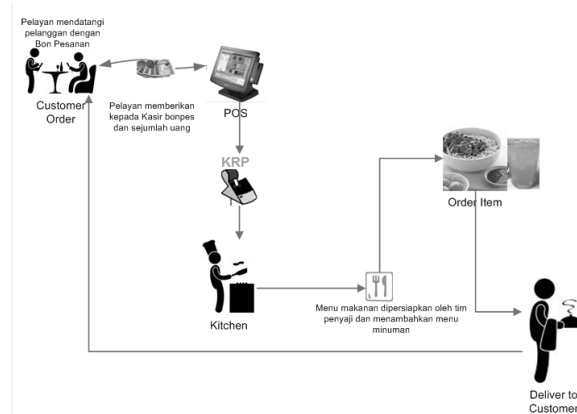 Pelayan mendatangi
pelanggan dengan
Bon Pesanan
Customer
Order
Pelayan memberikan
kepada Kasir bonpes
dan sejumlah uang
POS
KRP
Kitchen
Menu makanan dipersiapkan oleh tim
penyaji dan menambahkan menu
minuman
Order Item
Deliver to
Customer